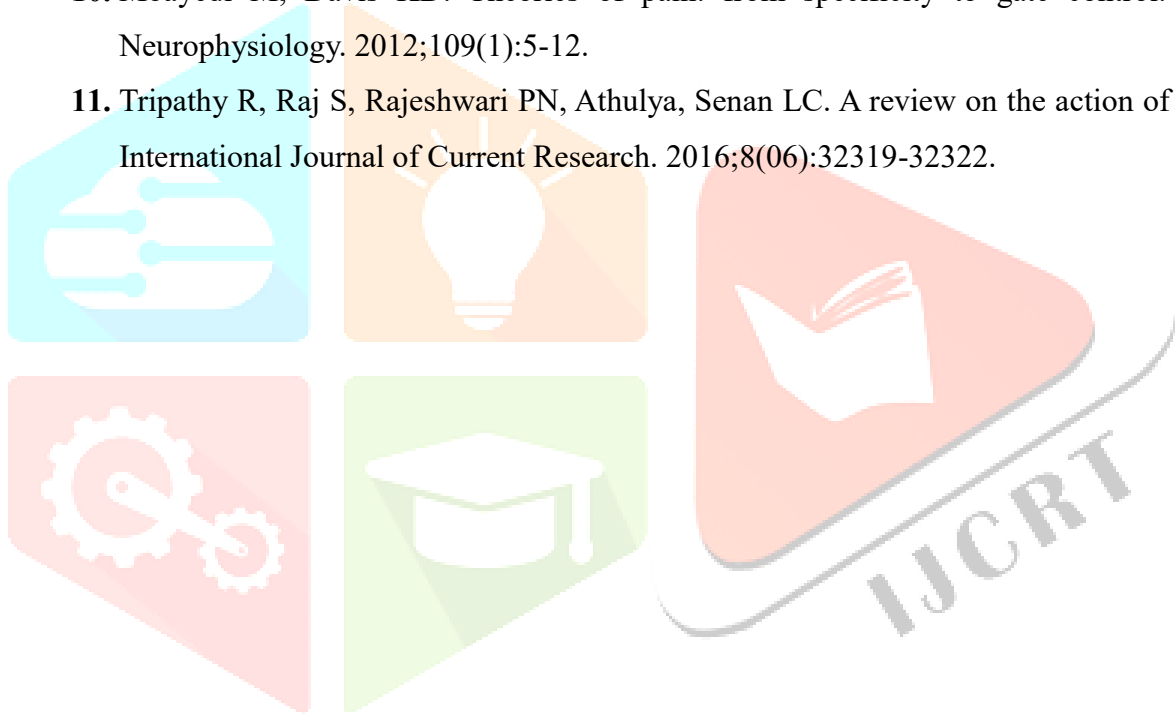 Neurophysiology. 2012;109(1):5-12.
11. Tripathy R, Raj S, Rajeshwari PN, Athulya, Senan LC. A review on the action of
International Journal of Current Research. 2016;8(06):32319-32322.
IJCRT